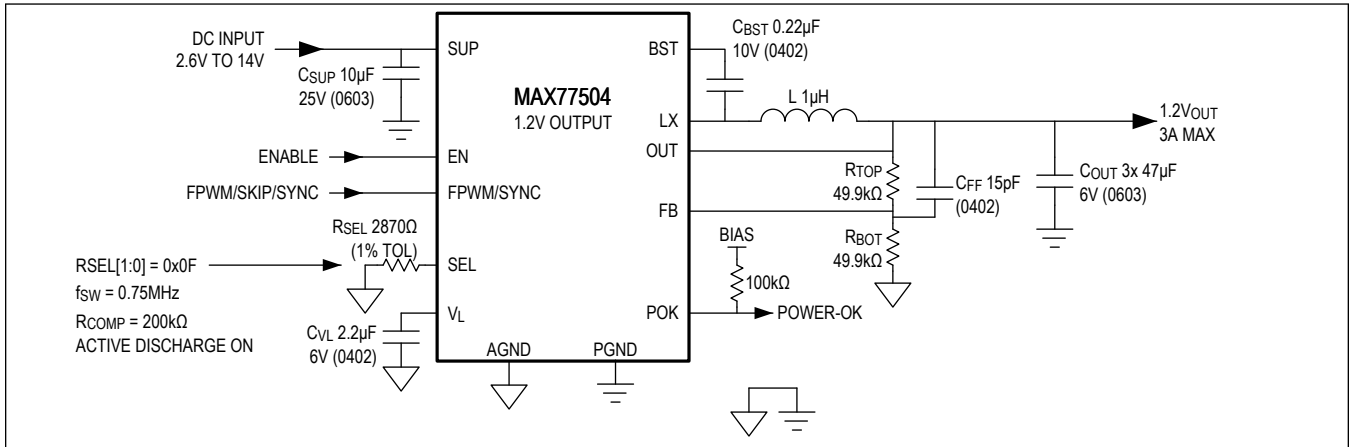 DC INPUT
2.6V TO 14V
CSUP 10µF
25V (0603)
ENABLE
FPWM/SKIP/SYNC
RSEL 2870Ω
(1% TOL)
RSEL[1:0] = 0x0F
fSW = 0.75MHz
RCOMP = 200kΩ
ACTIVE DISCHARGE ON
CVL 2.2µF
6V (0402)
SUP
EN
FPWM/SYNC
SEL
VL
MAX77504
1.2V OUTPUT
AGND
PGND
BST
LX
OUT
FB
POK
CBST 0.22µF
10V (0402)
L 1µH
RTOP
49.9kΩ
CFF 15pF
(0402)
RBOT
49.9kΩ
BIAS
100kΩ
POWER-OK
1.2VOUT
3A MAX
COUT 3x 47µF
6V (0603)